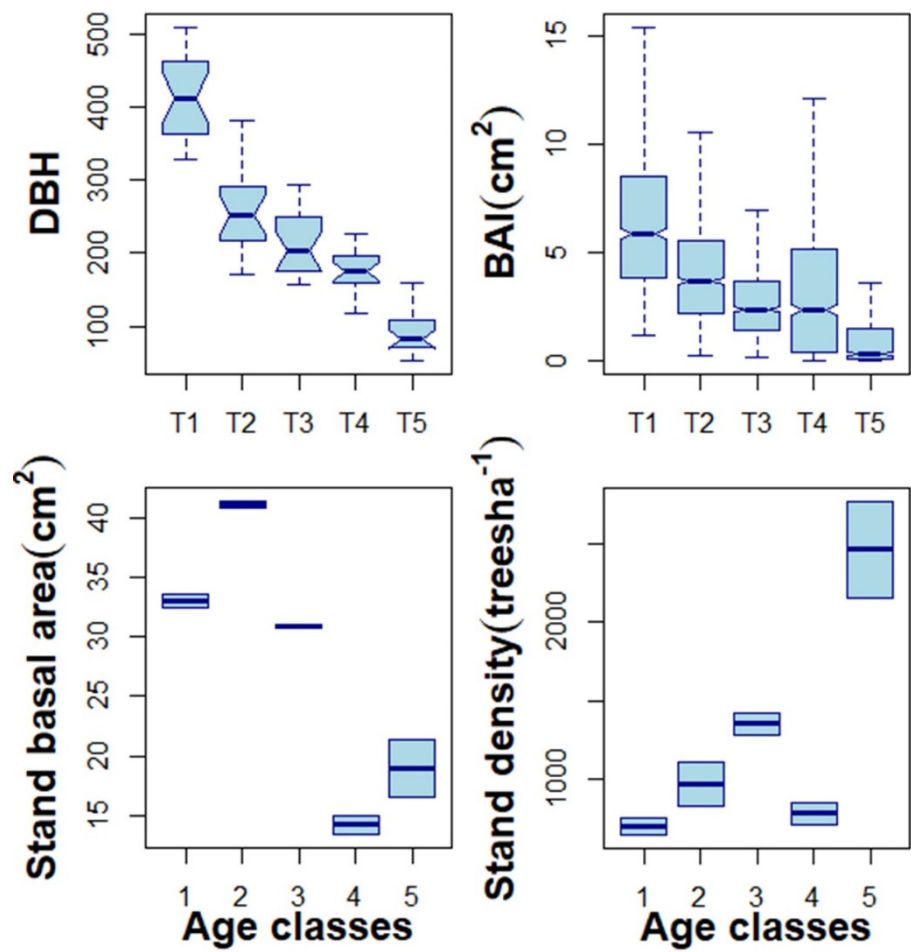 DBH
500
400
300
200
100
T1 T2 T3 T4 T5
BAI(cm²)
15
10
5
0
T1 T2 T3 T4 T5
Stand basal area(cm²)
40
35
30
25
20
15
1 2 3 4 5
Age classes
Stand density(treesha⁻¹)
2000
1000
1 2 3 4 5
Age classes